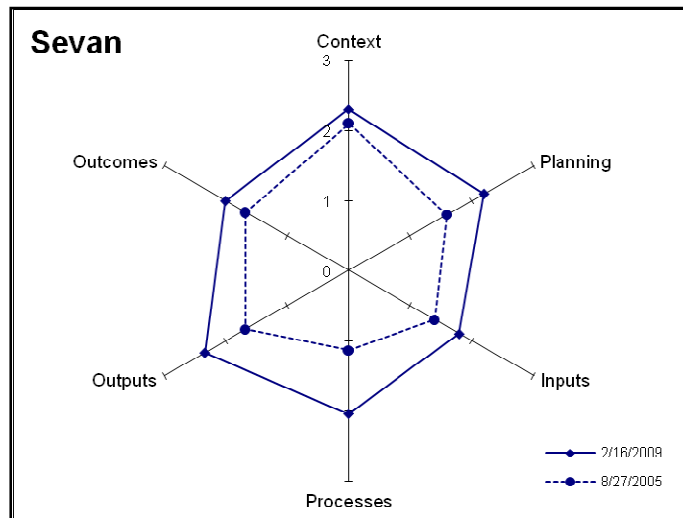 Sevan
Context
3
Outcomes
Planning
2
1
0
Outputs
Inputs
Processes
2/16/2009
8/27/2005